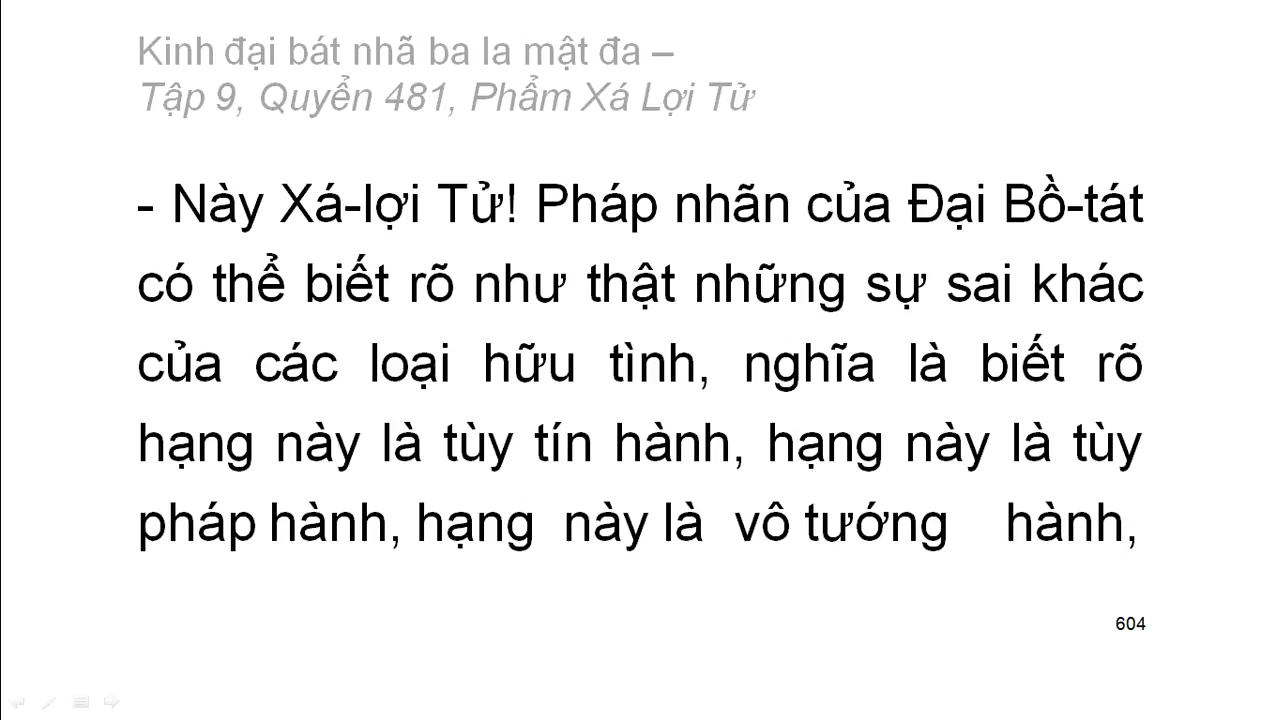 Kinh đại bát nhã ba la mật đa –
Tập 9, Quyển 481, Phẩm Xá Lợi Tử
- Này Xá-lợi Tử! Pháp nhãn của Đại Bồ-tát
có thể biết rõ như thật những sự sai khác
của các loại hữu tình, nghĩa là biết rõ
hạng này là tùy tín hành, hạng này là tùy
pháp hành, hạng này là vô tướng hành,
604